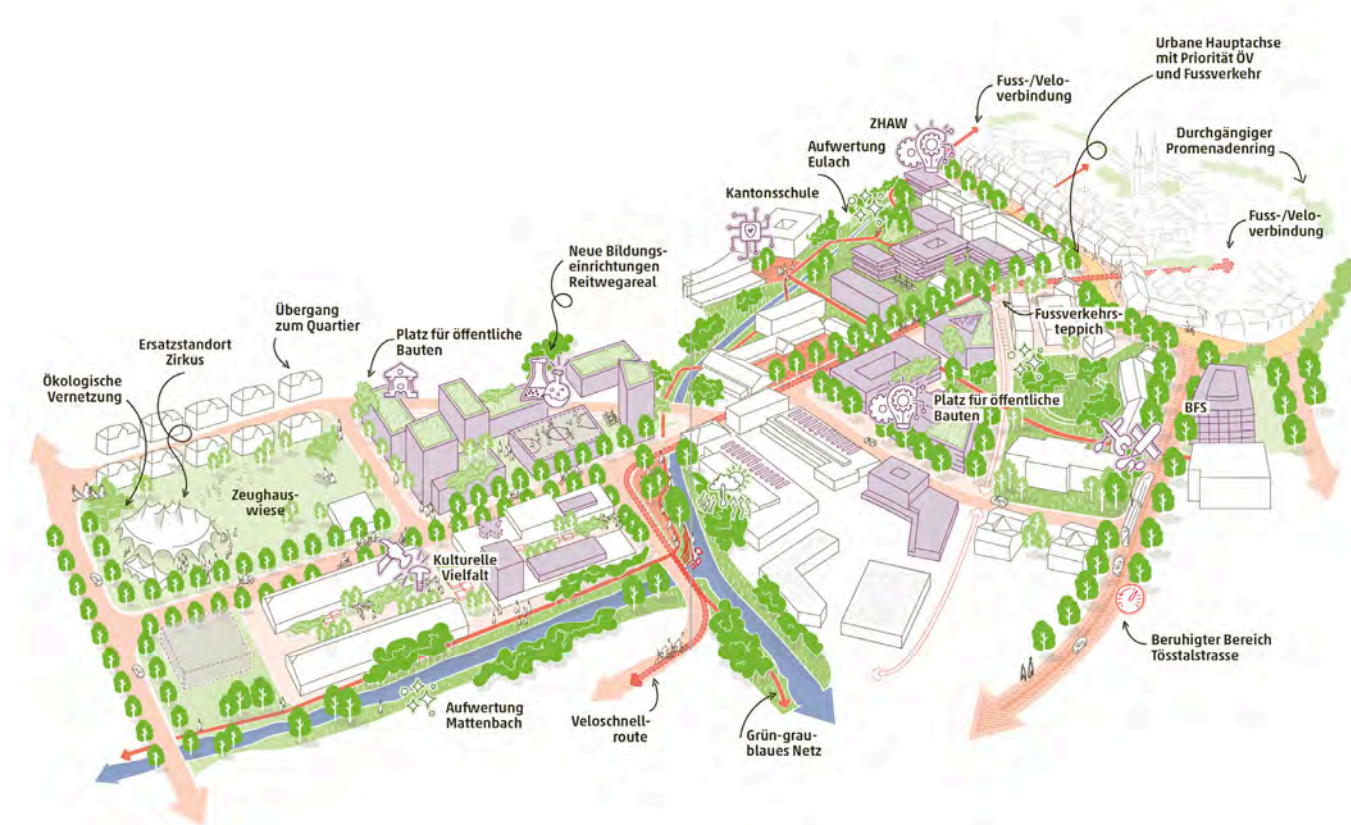 Urbane Hauptachse
mit Priorität ÖV
und Fussverkehr
Fuss-/Velo-
verbindung
ZHAW
Durchgängiger
Promenadenring
Aufwertung
Eulach
Kantonsschule
Fuss-/Velo-
verbindung
Neue Bildungs-
einrichtungen
Reitwegareal
Übergang
zum Quartier
Platz für öffentliche
Bauten
Ersatzstandort
Zirkus
Ökologische
Vernetzung
Fussverkehrs-
teppich
Platz für öffentliche
Bauten
BFS
Zeughaus-
wiese
Kulturelle
Vielfalt
Beruhigter Bereich
Tösstalstrasse
Aufwertung
Mattenbach
Veloschnell-
route
Grün-grau-
blaues Netz